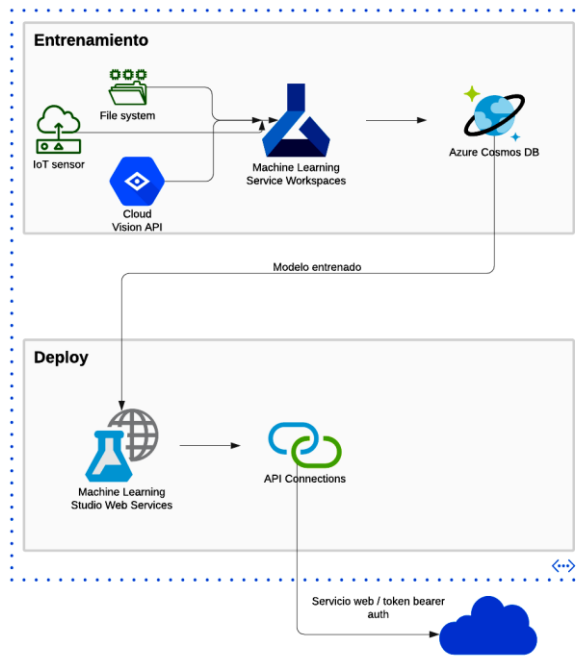 Entrenamiento
File system
IoT sensor
Cloud
Vision API
Machine Learning
Service Workspaces
Azure Cosmos DB
Modelo entrenado
Deploy
Machine Learning
Studio Web Services
API Connections
Servicio web / token bearer
auth